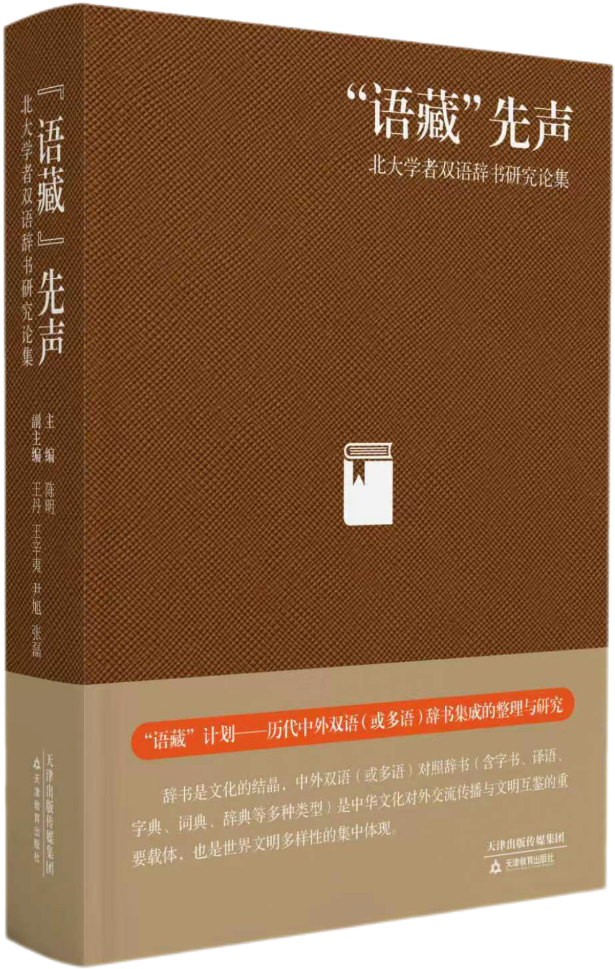 “语藏”先声
北大学者双语辞书研究论集
“语藏”计划——历代中外双语（或多语）辞书集成的整理与研究
辞书是文化的结晶，中外双语（或多语）对照辞书（含字书、译语、
字典、词典、辞典等多种类型）是中华文化对外交流传播与文明互鉴的重
要载体，也是世界文明多样性的集中体现。
天津出版传媒集团
天津教育出版社
『语藏』先声
北大学者双语辞书研究论集
主编 陈明
副主编 王丹 王辛夷 尹旭 张磊
天津出版传媒集团
天津教育出版社